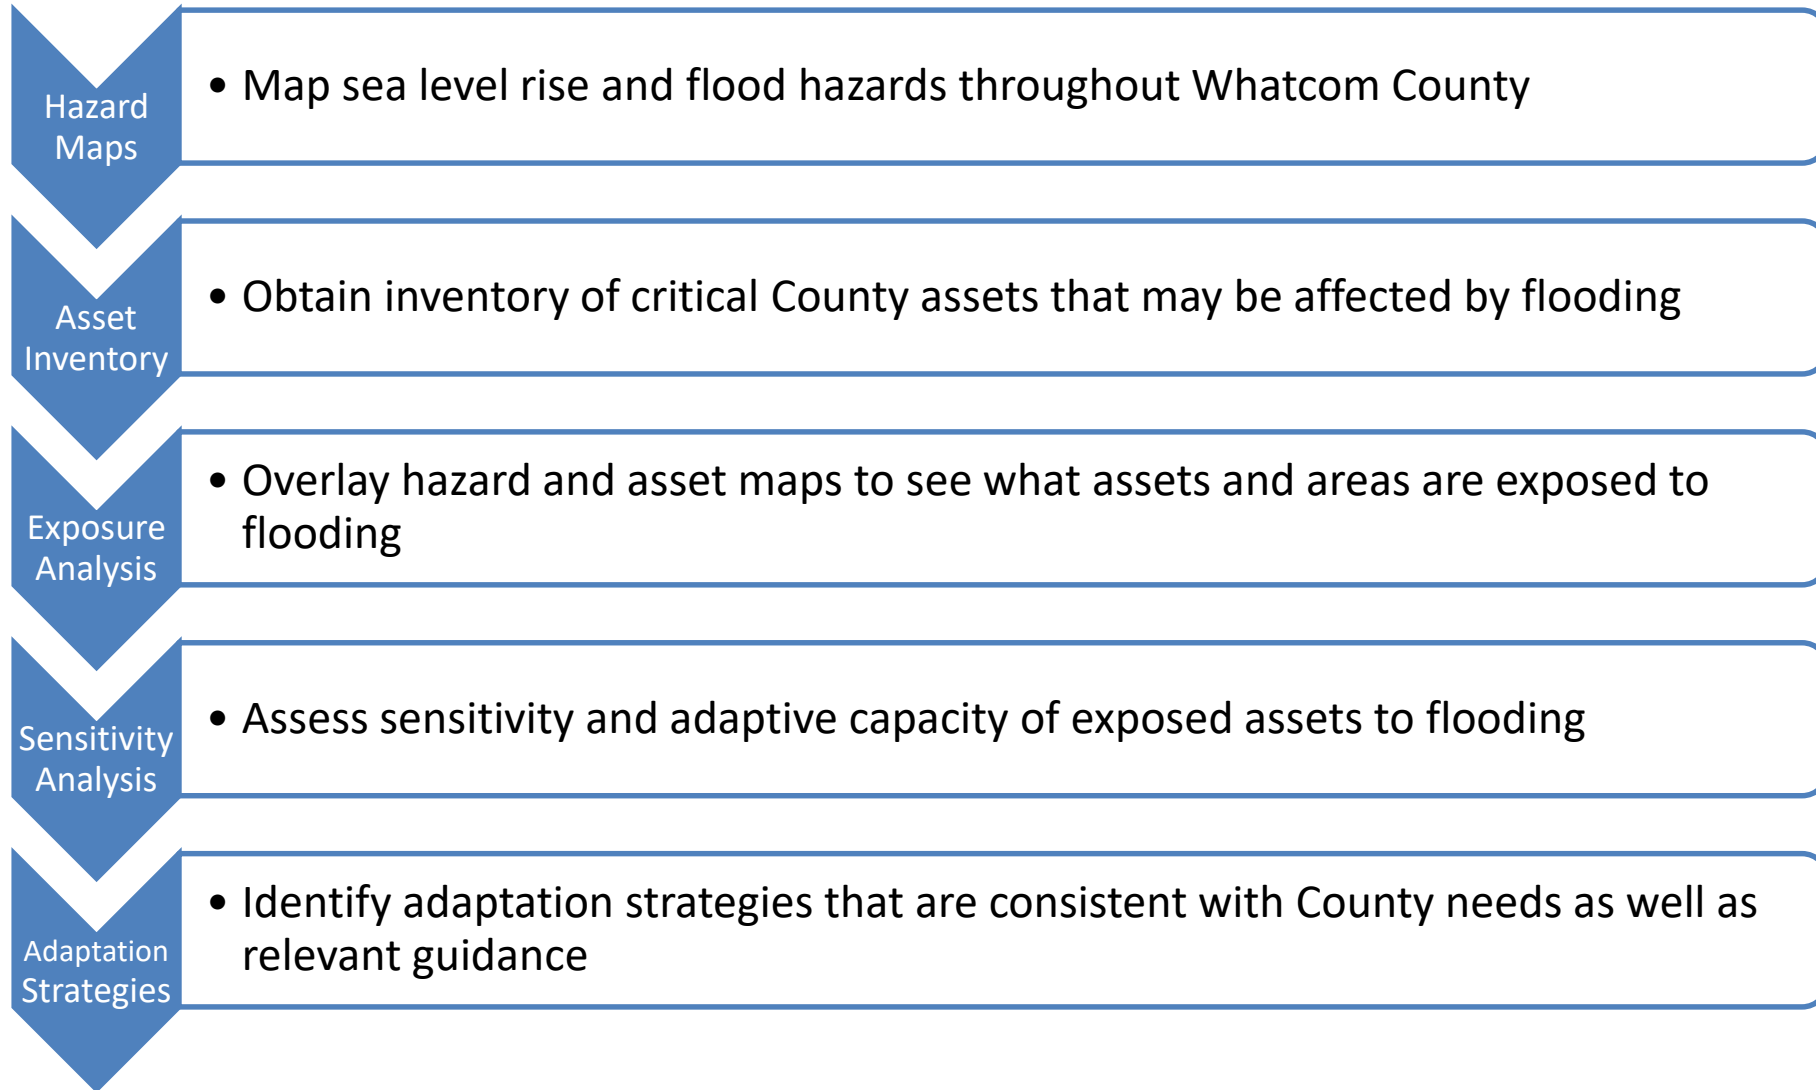 Hazard
Maps
• Map sea level rise and flood hazards throughout Whatcom County
Asset
Inventory
• Obtain inventory of critical County assets that may be affected by flooding
Exposure
Analysis
• Overlay hazard and asset maps to see what assets and areas are exposed to
flooding
Sensitivity
Analysis
• Assess sensitivity and adaptive capacity of exposed assets to flooding
Adaptation
Strategies
• Identify adaptation strategies that are consistent with County needs as well as
relevant guidance